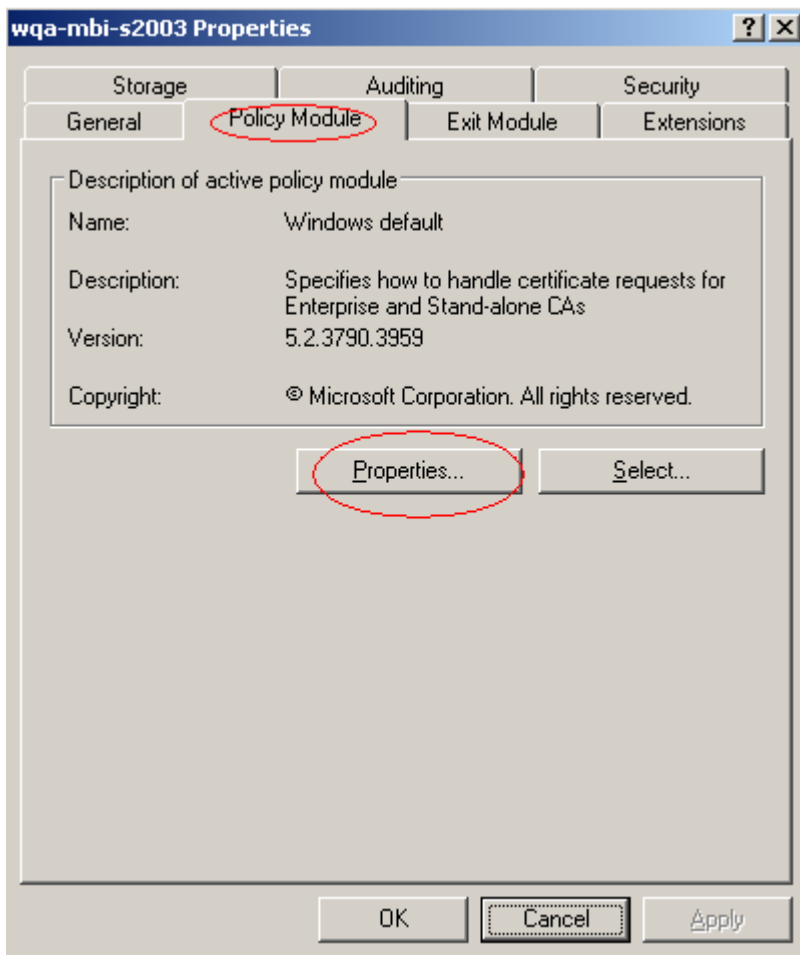 wqa-mbi-s2003 Properties
Storage Auditing Security
General Policy Module Exit Module Extensions
Description of active policy module
Name: Windows default
Description: Specifies how to handle certificate requests for
Enterprise and Stand-alone CAs
Version: 5.2.3790.3959
Copyright: © Microsoft Corporation. All rights reserved.
Properties... Select...
OK Cancel Apply